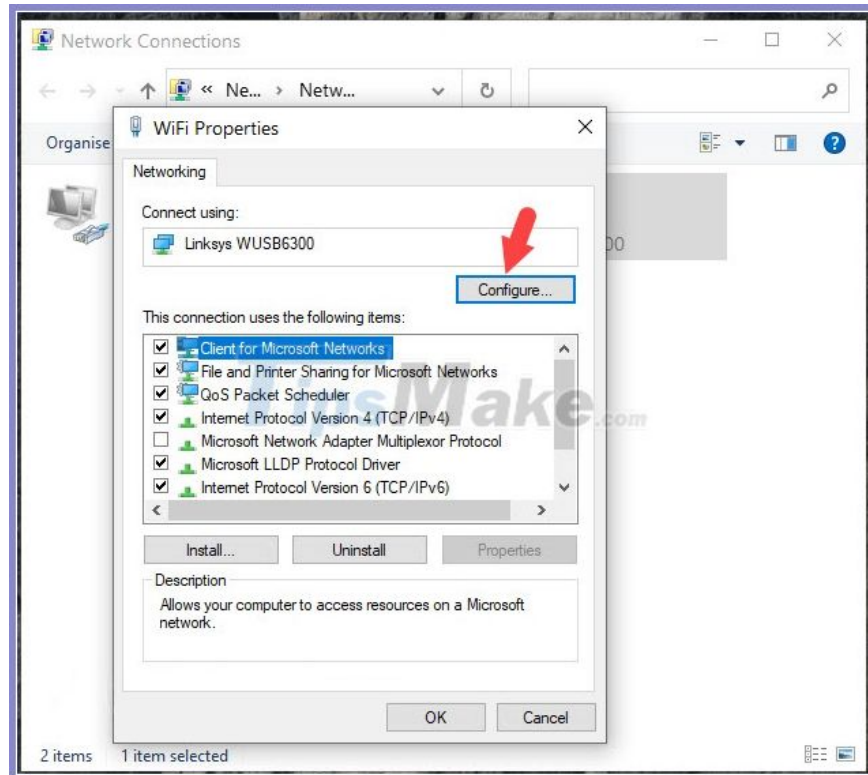 Network Connections
« Ne... › Netw...
Organise
WiFi Properties
Networking
Connect using:
Linksys WUSB6300
00
Configure...
This connection uses the following items:
Client for Microsoft Networks
File and Printer Sharing for Microsoft Networks
QoS Packet Scheduler
Internet Protocol Version 4 (TCP/IPv4)
Microsoft Network Adapter Multiplexor Protocol
Microsoft LLDP Protocol Driver
Internet Protocol Version 6 (TCP/IPv6)
TipsMake.com
Install...
Uninstall
Properties
Description
Allows your computer to access resources on a Microsoft
network.
OK
Cancel
2 items
1 item selected